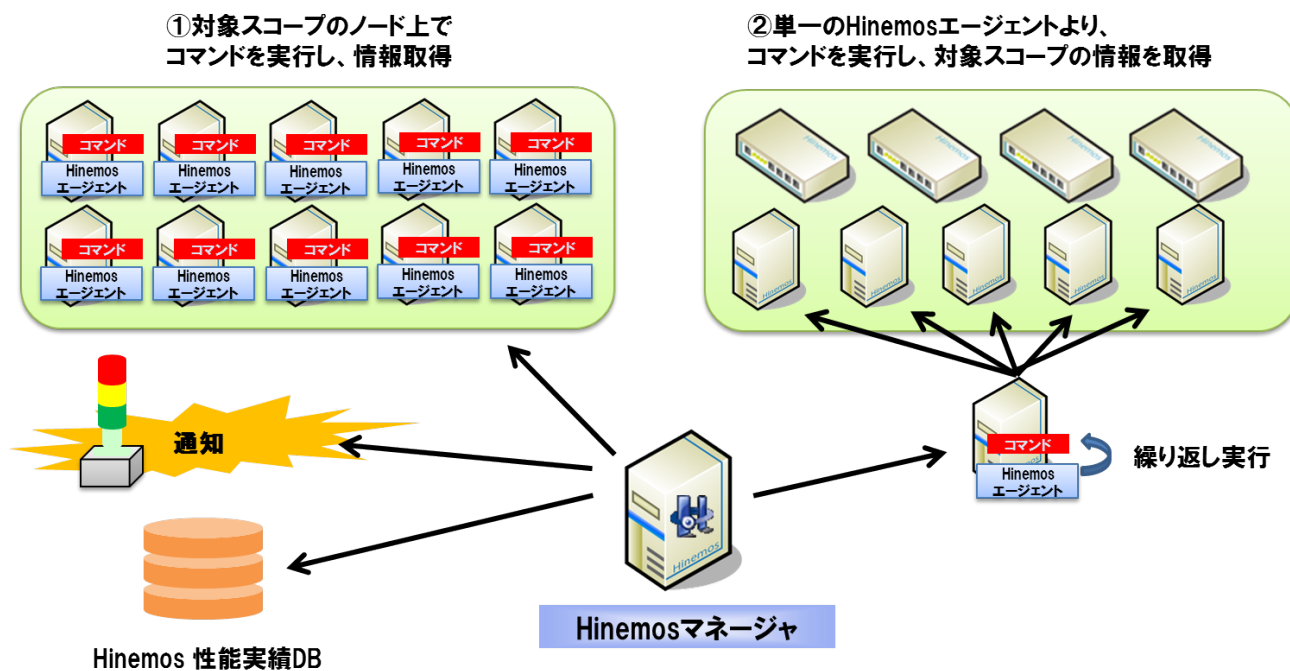 ①対象スコープのノード上で
コマンドを実行し、情報取得
②単一のHinemosエージェントより、
コマンドを実行し、対象スコープの情報を取得
コマンド
Hinemos
エージェント
コマンド
Hinemos
エージェント
コマンド
Hinemos
エージェント
コマンド
Hinemos
エージェント
コマンド
Hinemos
エージェント
コマンド
Hinemos
エージェント
コマンド
Hinemos
エージェント
コマンド
Hinemos
エージェント
コマンド
Hinemos
エージェント
コマンド
Hinemos
エージェント
Hinemos
Hinemos
Hinemos
Hinemos
Hinemos
Hinemos
Hinemos
Hinemos
Hinemos
通知
コマンド
Hinemos
エージェント
繰り返し実行
Hinemos
Hinemosマネージャ
Hinemos 性能実績DB